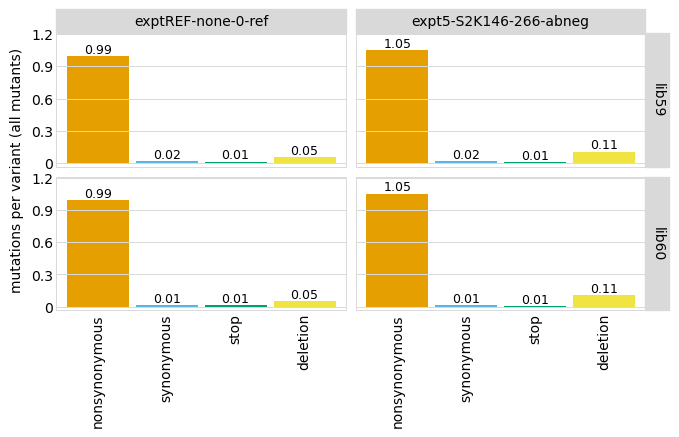 exptREF-none-0-ref
expt5-S2K146-266-abneg
mutations per variant (all mutants)
1.2
0.9
0.6
0.3
0
0.99
0.02
0.01
0.05
1.05
0.02
0.01
0.11
lib59
1.2
0.9
0.6
0.3
0
0.99
0.01
0.01
0.05
1.05
0.01
0.01
0.11
lib60
nonsynonymous
synonymous
stop
deletion
nonsynonymous
synonymous
stop
deletion